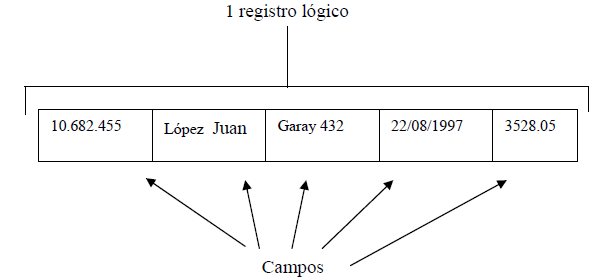 1 registro lógico
10.682.455 López Juan Garay 432 22/08/1997 3528.05
Campos